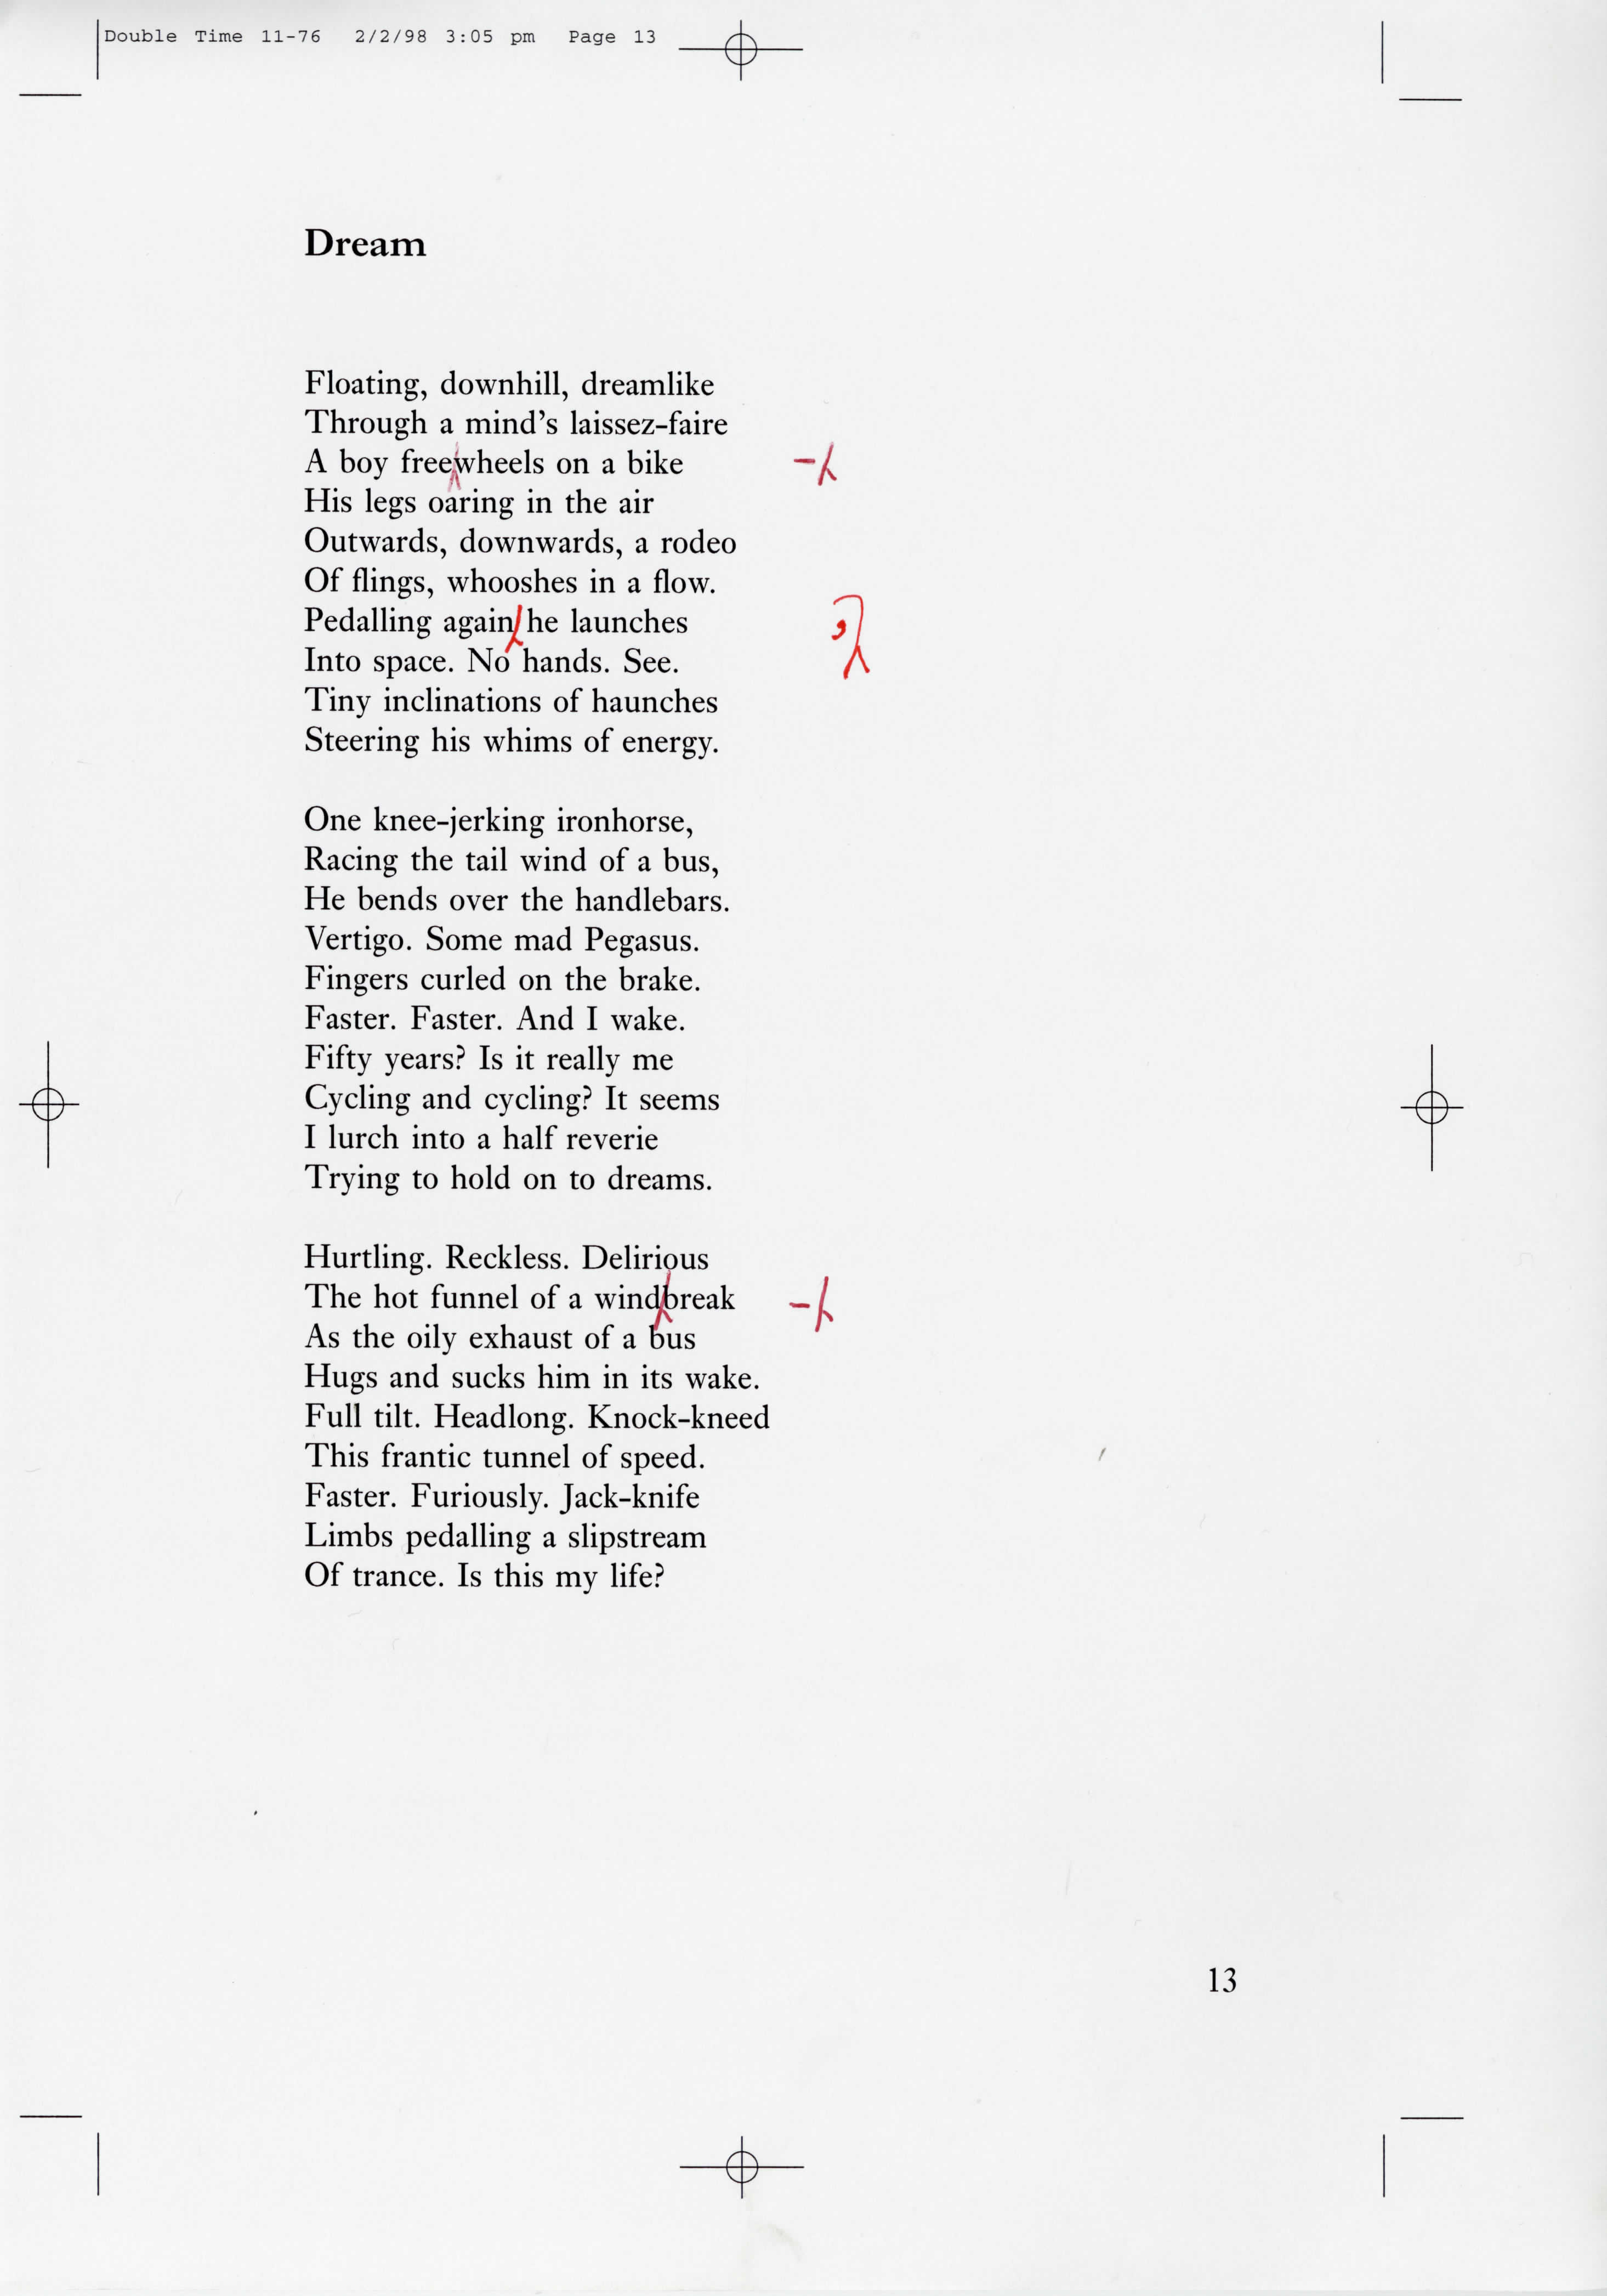 Double Time 11-76 2/2/98 3:05 pm Page 13
Dream
Floating, downhill, dreamlike
Through a mind's laissez-faire
A boy freewheels on a bike -
His legs oaring in the air
Outwards, downwards, a rodeo
Of flings, whooshes in a flow.
Pedalling again he launches ,
Into space. No hands. See.
Tiny inclinations of haunches
Steering his whims of energy.
One knee-jerking ironhorse,
Racing the tail wind of a bus,
He bends over the handlebars.
Vertigo. Some mad Pegasus.
Fingers curled on the brake.
Faster. Faster. And I wake.
Fifty years? Is it really me
Cycling and cycling? It seems
I lurch into a half reverie
Trying to hold on to dreams.
Hurtling. Reckless. Delirious
The hot funnel of a windbreak -
As the oily exhaust of a bus
Hugs and sucks him in its wake.
Full tilt. Headlong. Knock-kneed
This frantic tunnel of speed.
Faster. Furiously. Jack-knife
Limbs pedalling a slipstream
Of trance. Is this my life?
13